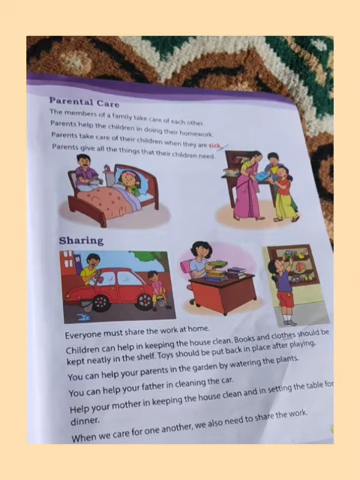 Parental Care
The members of a family take care of each other.
Parents help the children in doing their homework.
Parents take care of their children when they are sick.
Parents give all the things that their children need.
Sharing
Everyone must share the work at home.
Children can help in keeping the house clean. Books and clothes should be
kept neatly in the shelf. Toys should be put back in place after playing.
You can help your parents in the garden by watering the plants.
You can help your father in cleaning the car.
Help your mother in keeping the house clean and in setting the table for
dinner.
When we care for one another, we also need to share the work.